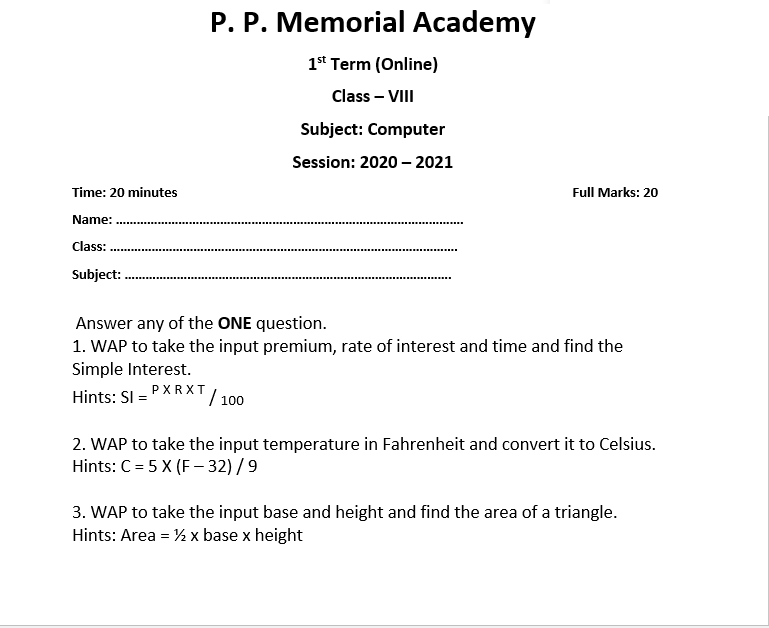 P. P. Memorial Academy
1st Term (Online)
Class – VIII
Subject: Computer
Session: 2020 – 2021
Time: 20 minutes Full Marks: 20
Name: ....................................................................................................
Class: ....................................................................................................
Subject: ..............................................................................................
Answer any of the ONE question.
1. WAP to take the input premium, rate of interest and time and find the
Simple Interest.
Hints: SI = P X R X T / 100
2. WAP to take the input temperature in Fahrenheit and convert it to Celsius.
Hints: C = 5 X (F – 32) / 9
3. WAP to take the input base and height and find the area of a triangle.
Hints: Area = ½ x base x height